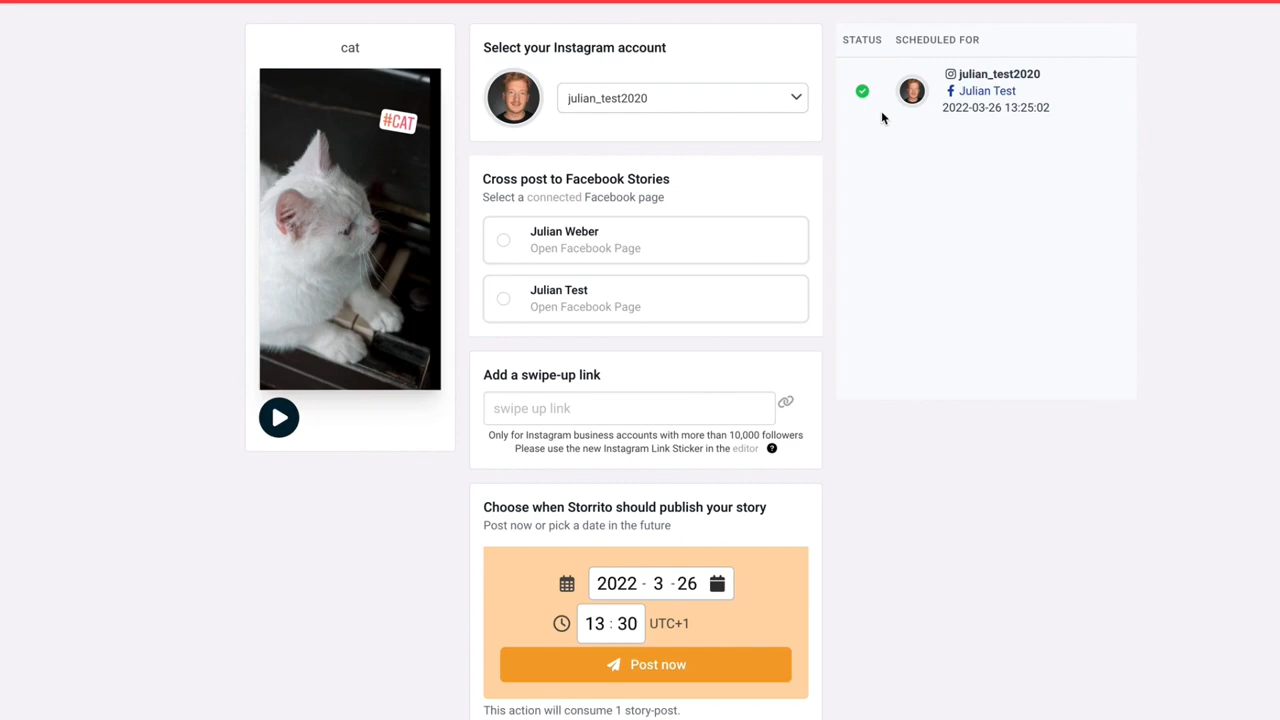 cat
#CAT
Select your Instagram account
julian_test2020
Cross post to Facebook Stories
Select a connected Facebook page
Julian Weber
Open Facebook Page
Julian Test
Open Facebook Page
Add a swipe-up link
swipe up link
Only for Instagram business accounts with more than 10,000 followers
Please use the new Instagram Link Sticker in the editor ?
Choose when Storrito should publish your story
Post now or pick a date in the future
2022 - 3 - 26
13 : 30 UTC+1
Post now
This action will consume 1 story-post.
STATUS SCHEDULED FOR
julian_test2020
Julian Test
2022-03-26 13:25:02